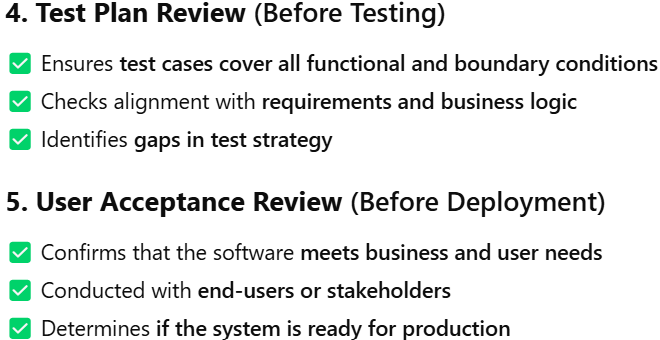 4. Test Plan Review (Before Testing)
✅ Ensures test cases cover all functional and boundary conditions
✅ Checks alignment with requirements and business logic
✅ Identifies gaps in test strategy
5. User Acceptance Review (Before Deployment)
✅ Confirms that the software meets business and user needs
✅ Conducted with end-users or stakeholders
✅ Determines if the system is ready for production